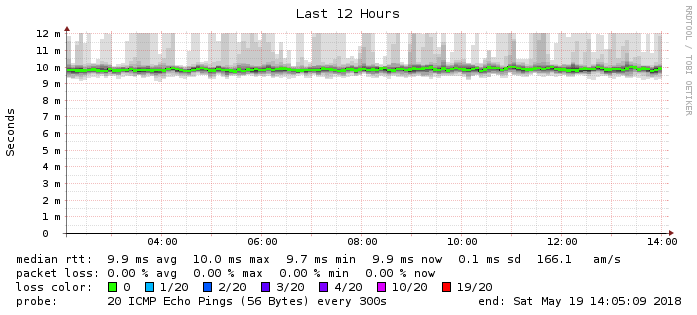 Last 12 Hours
RRDTOOL / TOBI OETIKER
Seconds
12 m
11 m
10 m
9 m
8 m
7 m
6 m
5 m
4 m
3 m
2 m
1 m
0
04:00 06:00 08:00 10:00 12:00 14:00
median rtt: 9.9 ms avg 10.0 ms max 9.7 ms min 9.9 ms now 0.1 ms sd 166.1 am/s
packet loss: 0.00 % avg 0.00 % max 0.00 % min 0.00 % now
loss color: 0 1/20 2/20 3/20 4/20 10/20 19/20
probe: 20 ICMP Echo Pings (56 Bytes) every 300s end: Sat May 19 14:05:09 2018